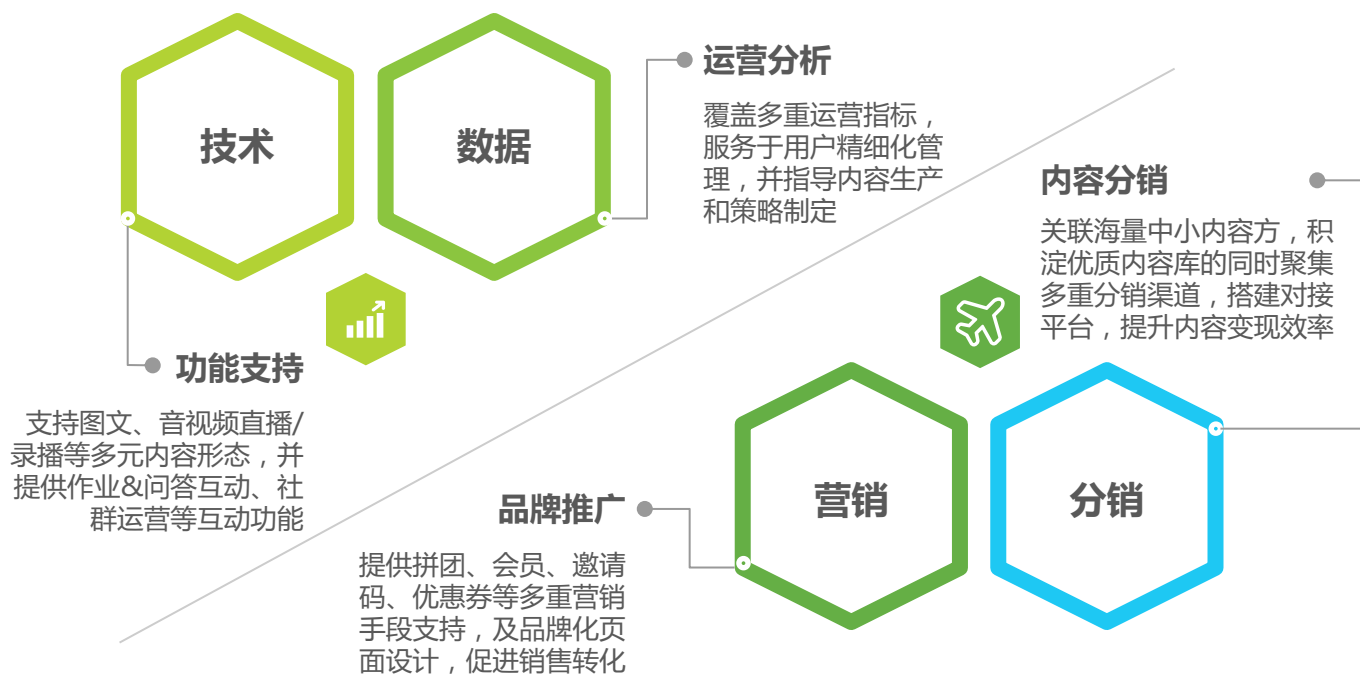 技术
数据
运营分析
覆盖多重运营指标，
服务于用户精细化管
理，并指导内容生产
和策略制定
功能支持
支持图文、音视频直播/
录播等多元内容形态，并
提供作业&问答互动、社
群运营等互动功能
内容分销
关联海量中小内容方，积
淀优质内容库的同时聚集
多重分销渠道，搭建对接
平台，提升内容变现效率
营销
分销
品牌推广
提供拼团、会员、邀请
码、优惠券等多重营销
手段支持，及品牌化页
面设计，促进销售转化